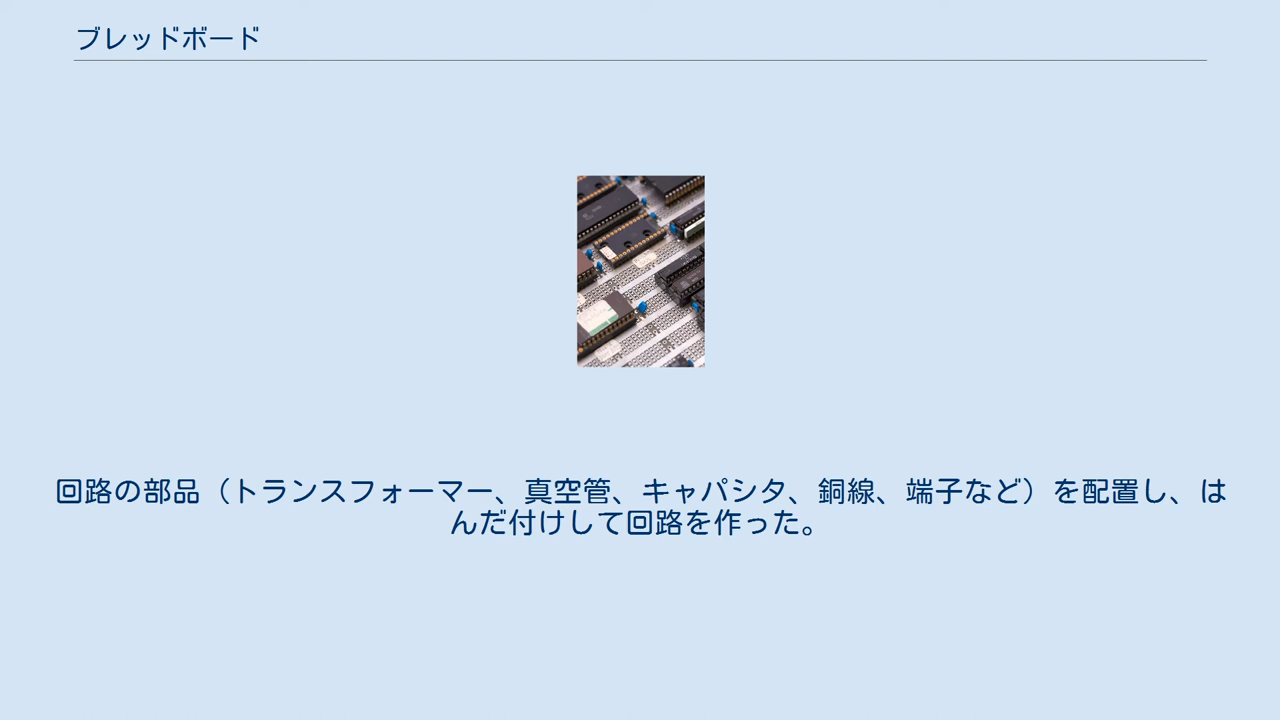 ブレッドボード
回路の部品（トランスフォーマー、真空管、キャパシタ、銅線、端子など）を配置し、は
んだ付けして回路を作った。